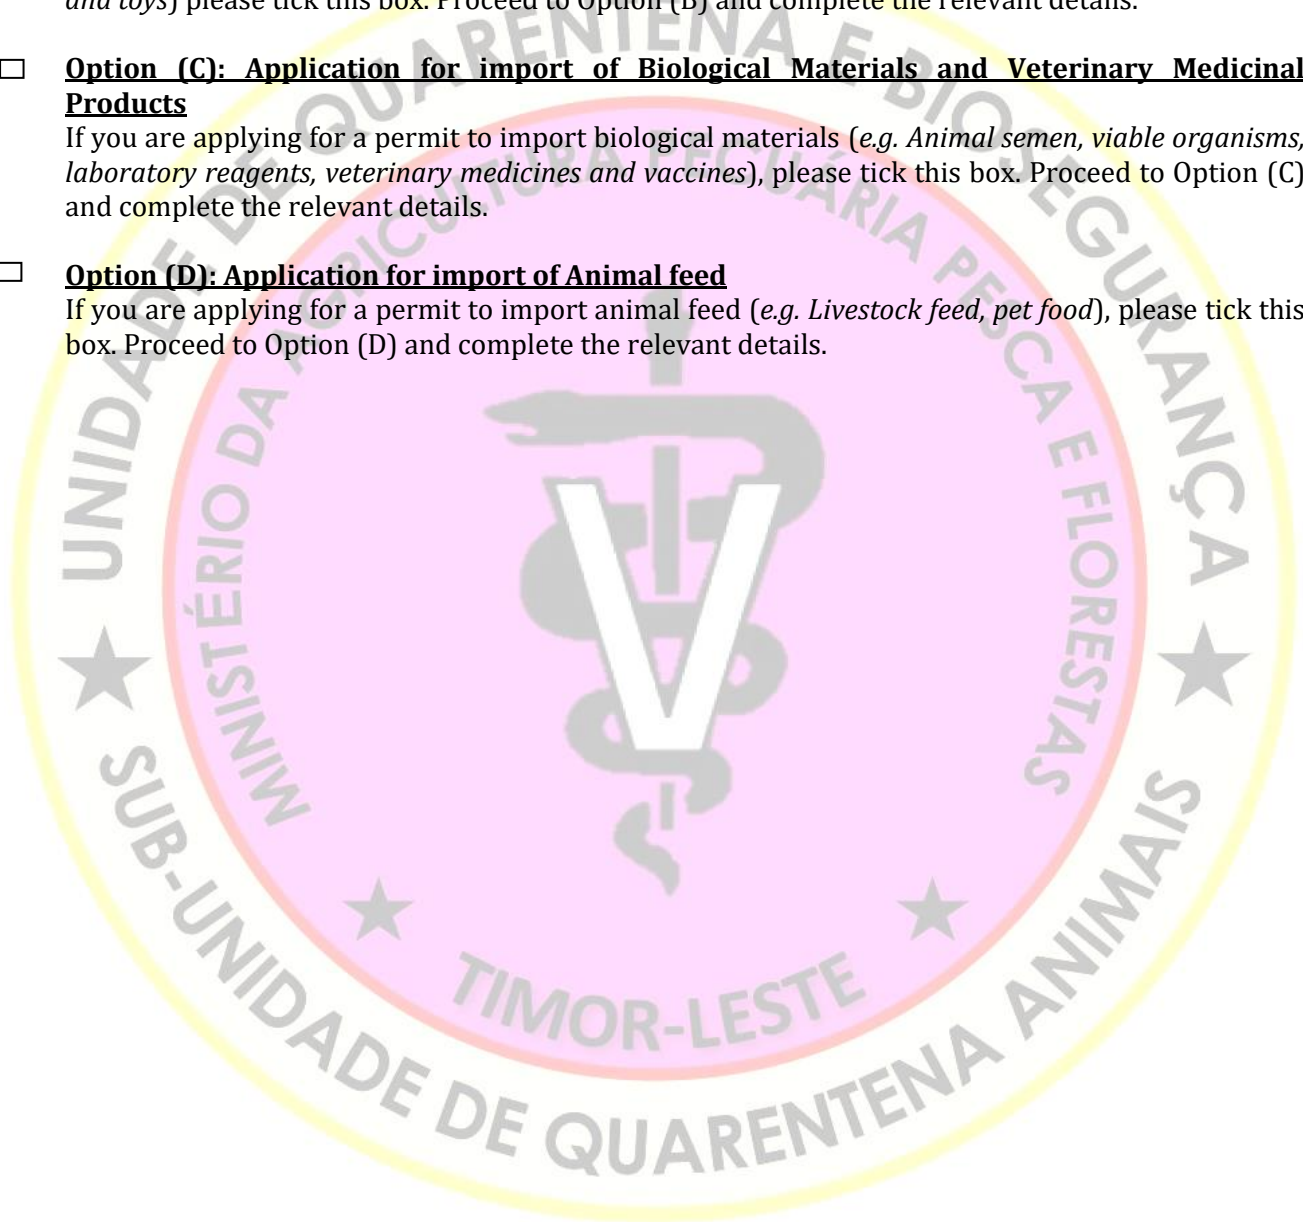 and toys) please tick this box. Proceed to Option (B) and complete the relevant details.
Option (C): Application for import of Biological Materials and Veterinary Medicinal
Products
If you are applying for a permit to import biological materials (e.g. Animal semen, viable organisms,
laboratory reagents, veterinary medicines and vaccines), please tick this box. Proceed to Option (C)
and complete the relevant details.
Option (D): Application for import of Animal feed
If you are applying for a permit to import animal feed (e.g. Livestock feed, pet food), please tick this
box. Proceed to Option (D) and complete the relevant details.
UNIDADE DE QUARENTENA E BIOSEGURANÇA
MINISTÉRIO DA AGRICUTURA PECUÁRIA PESCA E FLORESTAS
V
TIMOR-LESTE
SUB-UNIDADE DE QUARENTENA ANIMAIS